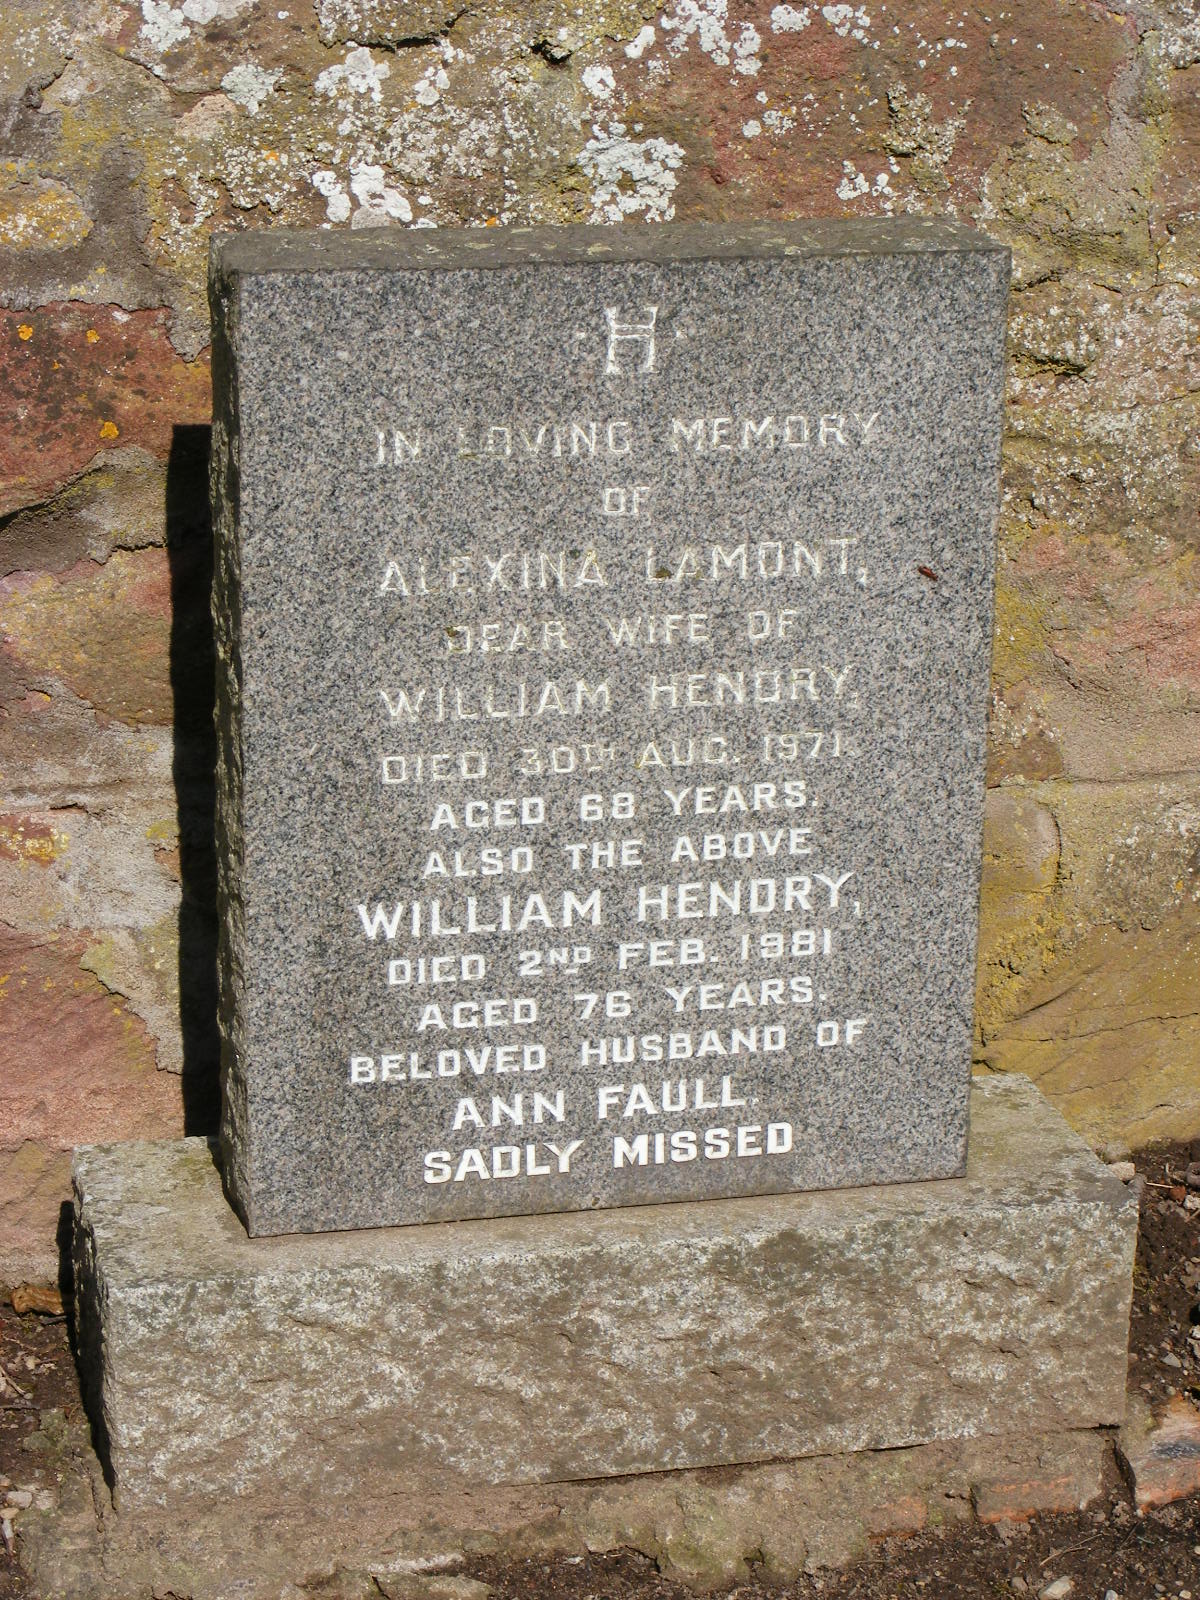 ·H·
IN LOVING MEMORY
OF
ALEXINA LAMONT,
DEAR WIFE OF
WILLIAM HENDRY,
DIED 30TH AUG. 1971.
AGED 68 YEARS.
ALSO THE ABOVE
WILLIAM HENDRY,
DIED 2ND FEB. 1981
AGED 76 YEARS.
BELOVED HUSBAND OF
ANN FAULL.
SADLY MISSED